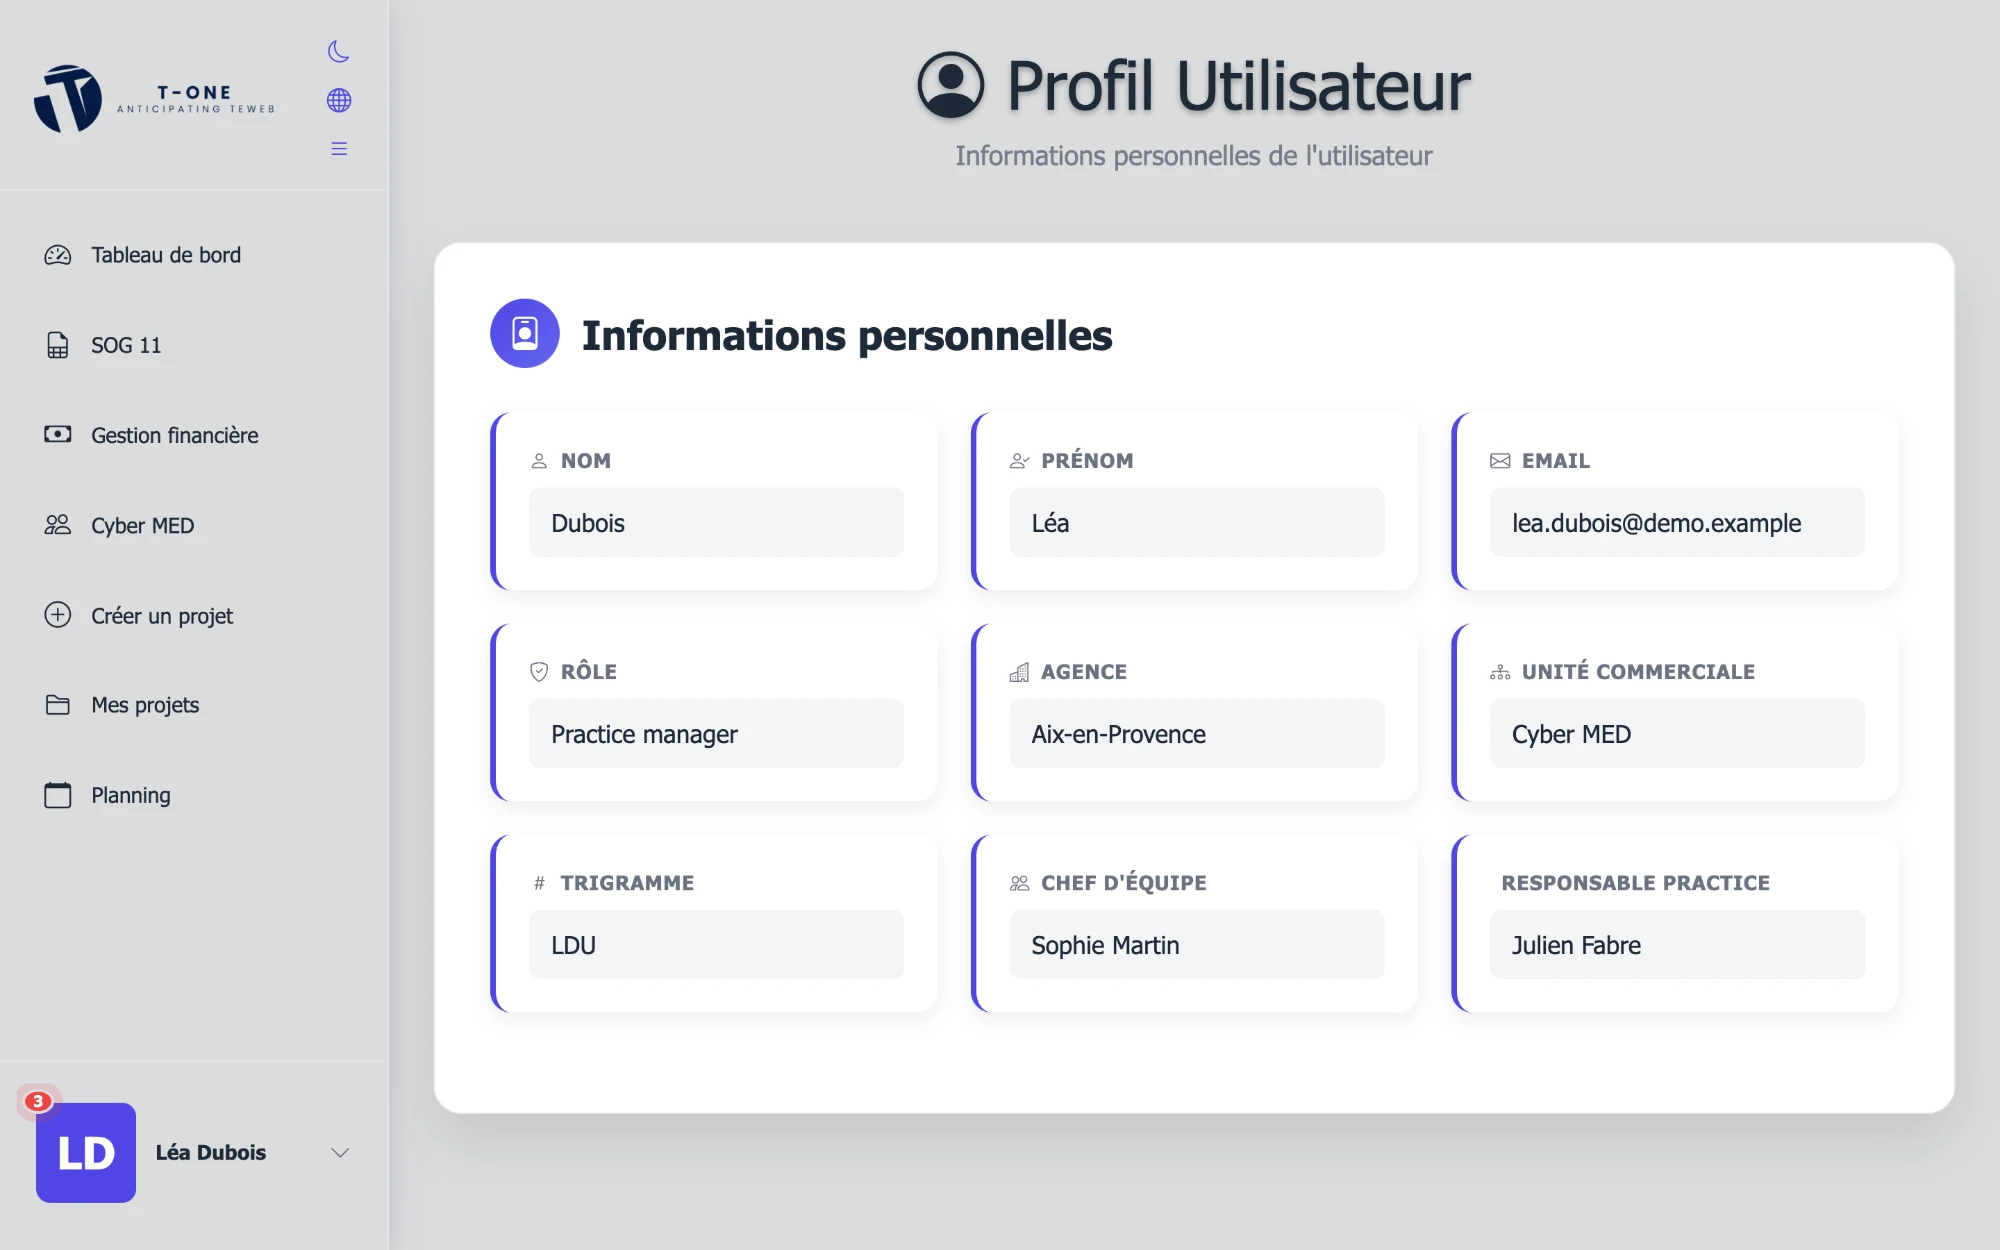 T-ONE
ANTICIPATING TEWEB
Tableau de bord
SOG 11
Gestion financière
Cyber MED
Créer un projet
Mes projets
Planning
3
LD
Léa Dubois
Profil Utilisateur
Informations personnelles de l'utilisateur
Informations personnelles
NOM
Dubois
PRÉNOM
Léa
EMAIL
lea.dubois@demo.example
RÔLE
Practice manager
AGENCE
Aix-en-Provence
UNITÉ COMMERCIALE
Cyber MED
# TRIGRAMME
LDU
CHEF D'ÉQUIPE
Sophie Martin
RESPONSABLE PRACTICE
Julien Fabre